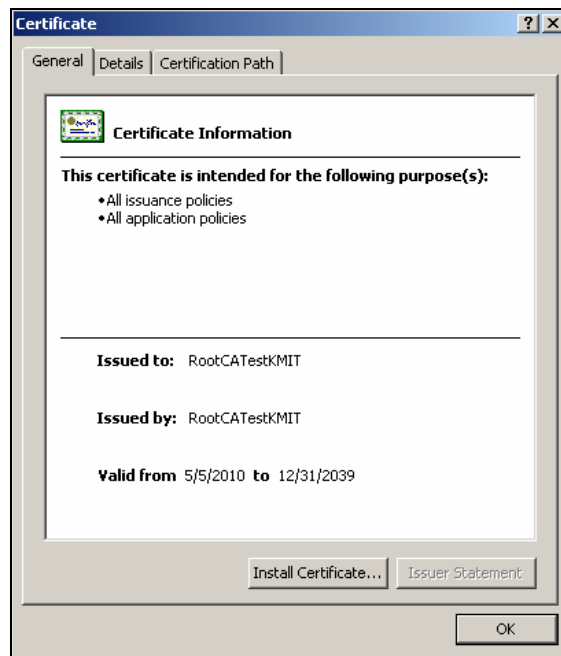 Certificate
General Details Certification Path
Certificate Information
This certificate is intended for the following purpose(s):
•All issuance policies
•All application policies
Issued to: RootCATestKMIT
Issued by: RootCATestKMIT
Valid from 5/5/2010 to 12/31/2039
Install Certificate... Issuer Statement
OK